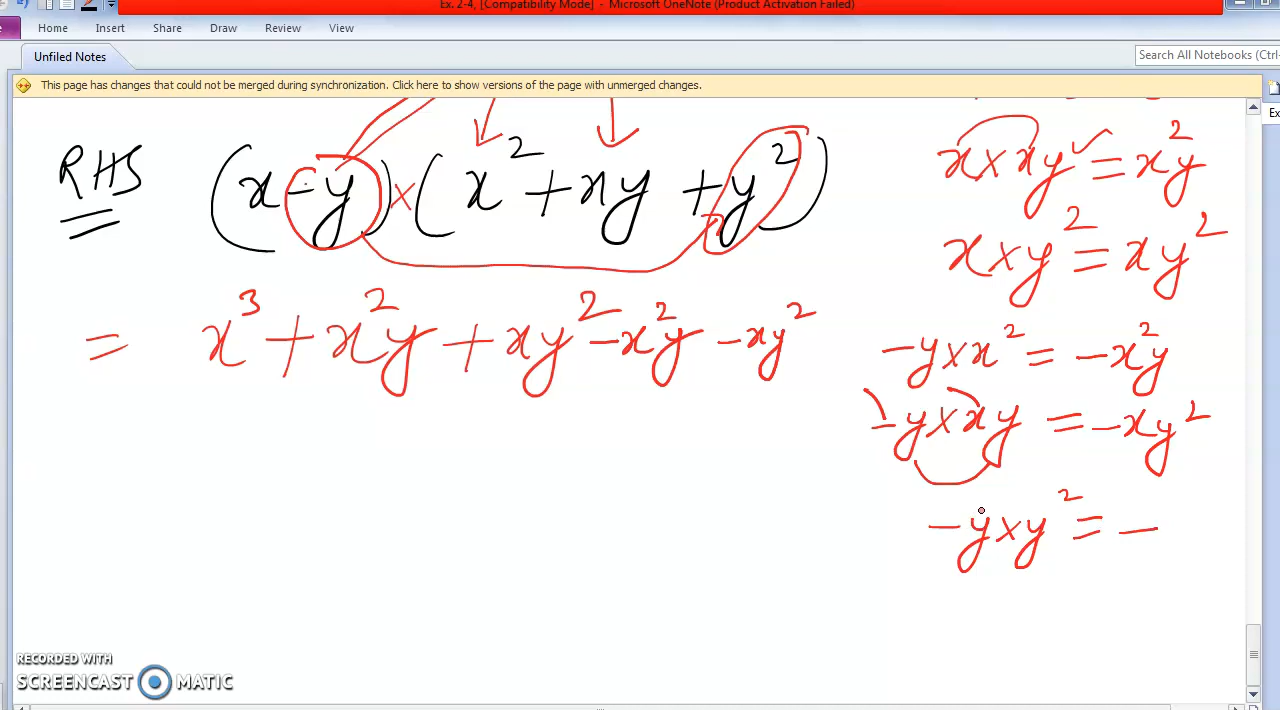 Ex. 2-4, [Compatibility Mode] - Microsoft OneNote (Product Activation Failed)
Home Insert Share Draw Review View
Unfiled Notes
Search All Notebooks (Ctrl-
This page has changes that could not be merged during synchronization. Click here to show versions of the page with unmerged changes.
Ex
RHS (x - y) × (x² + xy + y²)
= x³ + x²y + xy² - x²y - xy²
x × xy = x²y
x × y² = xy²
-y × x² = -x²y
-y × xy = -xy²
-y × y² = -
RECORDED WITH
SCREENCAST MATIC